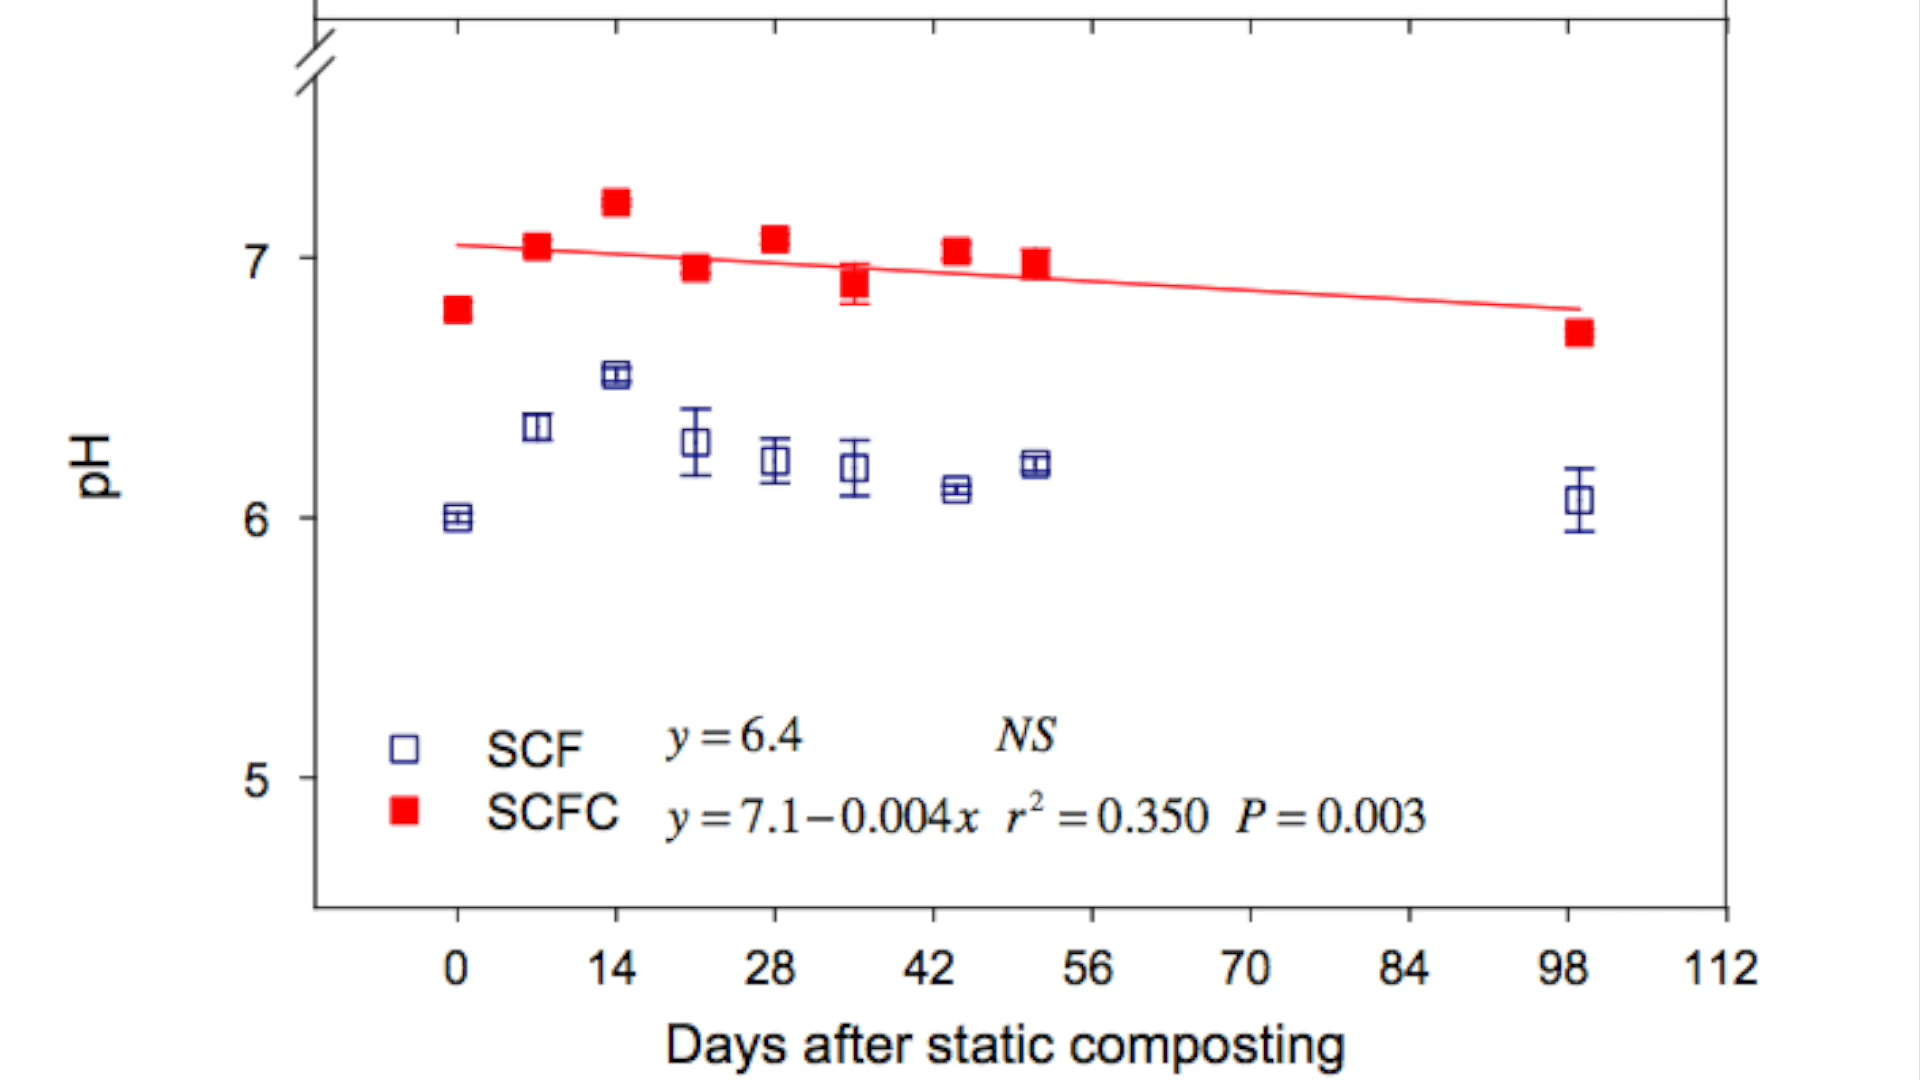 7
pH
6
5
SCF y = 6.4 NS
SCFC y = 7.1−0.004x r² = 0.350 P = 0.003
0 14 28 42 56 70 84 98 112
Days after static composting